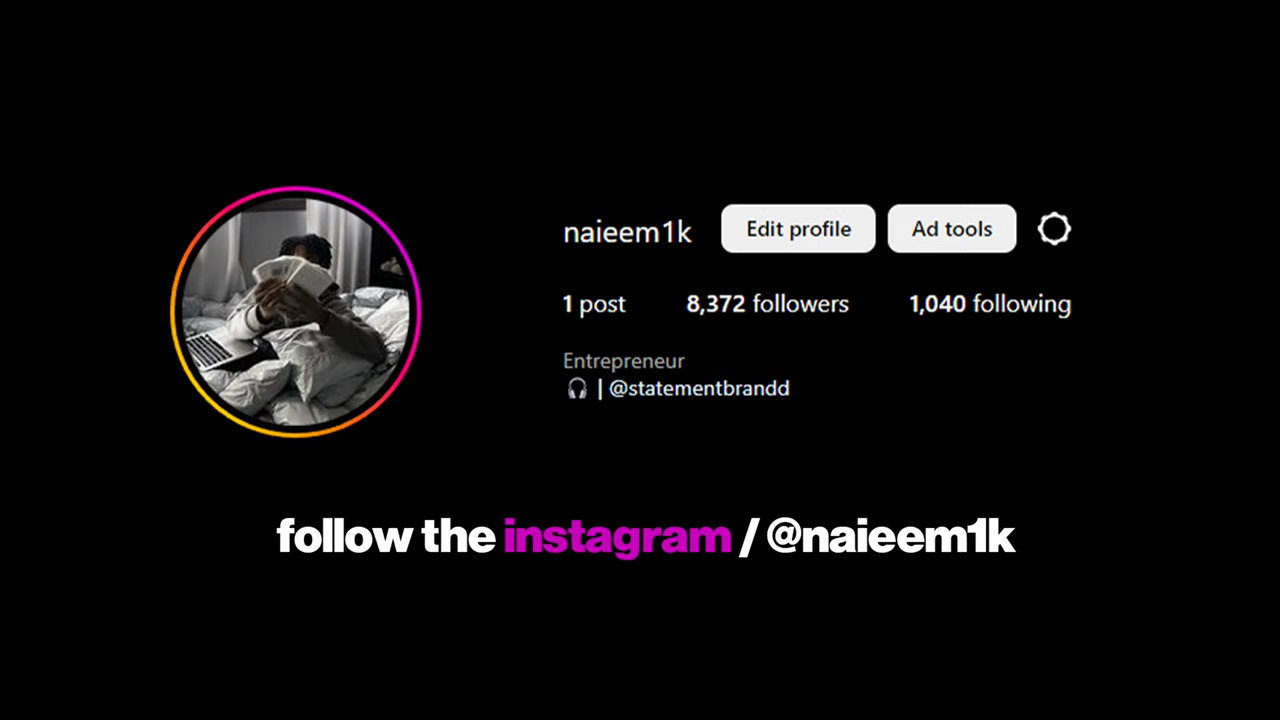 naieem1k Edit profile Ad tools
1 post 8,372 followers 1,040 following
Entrepreneur
🎧 | @statementbrandd
follow the instagram / @naieem1k